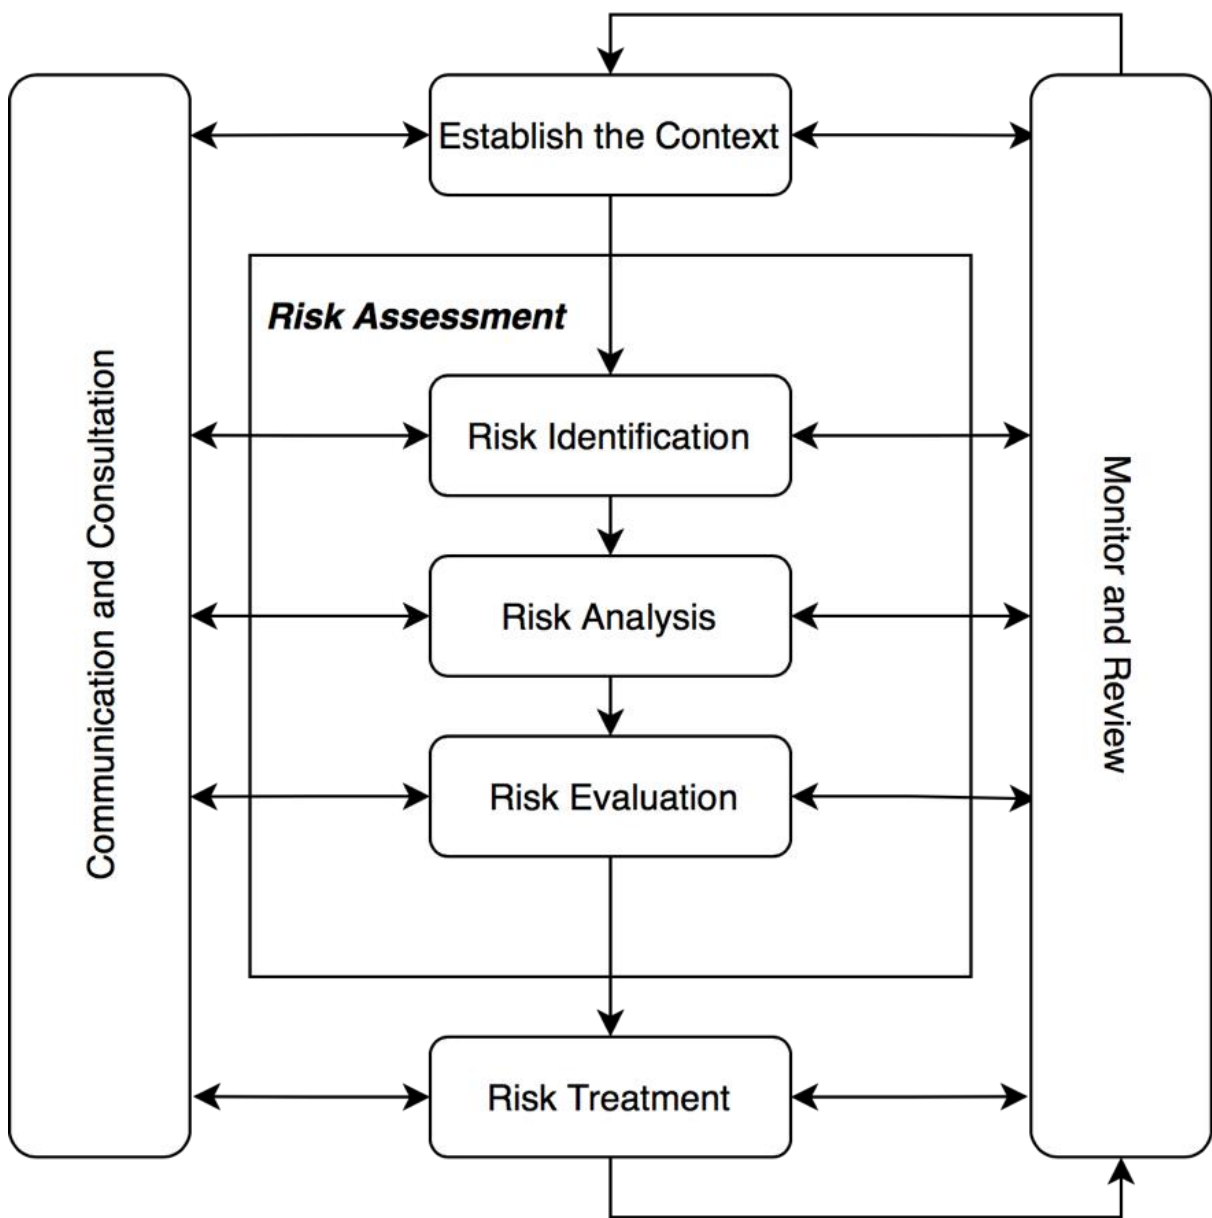 Establish the Context
Risk Assessment
Communication and Consultation
Risk Identification
Monitor and Review
Risk Analysis
Risk Evaluation
Risk Treatment